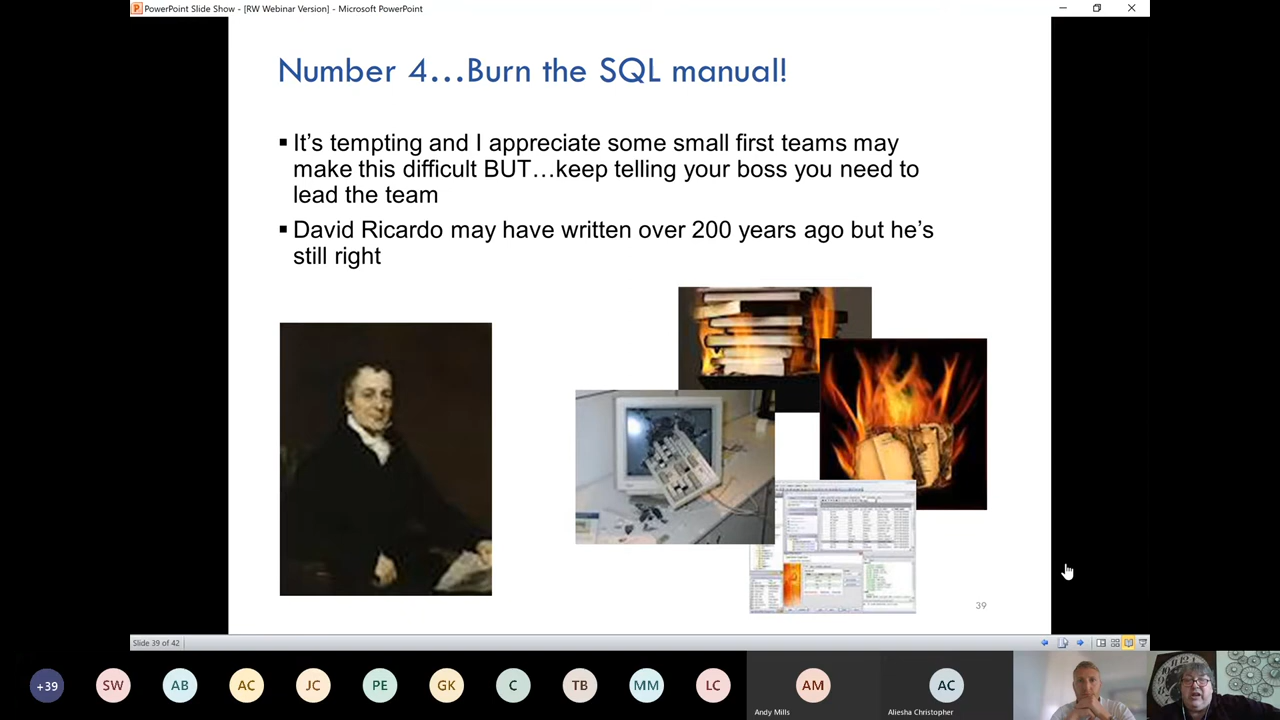 PowerPoint Slide Show - [RW Webinar Version] - Microsoft PowerPoint
Number 4…Burn the SQL manual!
▪ It's tempting and I appreciate some small first teams may
make this difficult BUT…keep telling your boss you need to
lead the team
▪ David Ricardo may have written over 200 years ago but he's
still right
39
Slide 39 of 42
+39
SW
AB
AC
JC
PE
GK
C
TB
MM
LC
AM
Andy Mills
AC
Aliesha Christopher